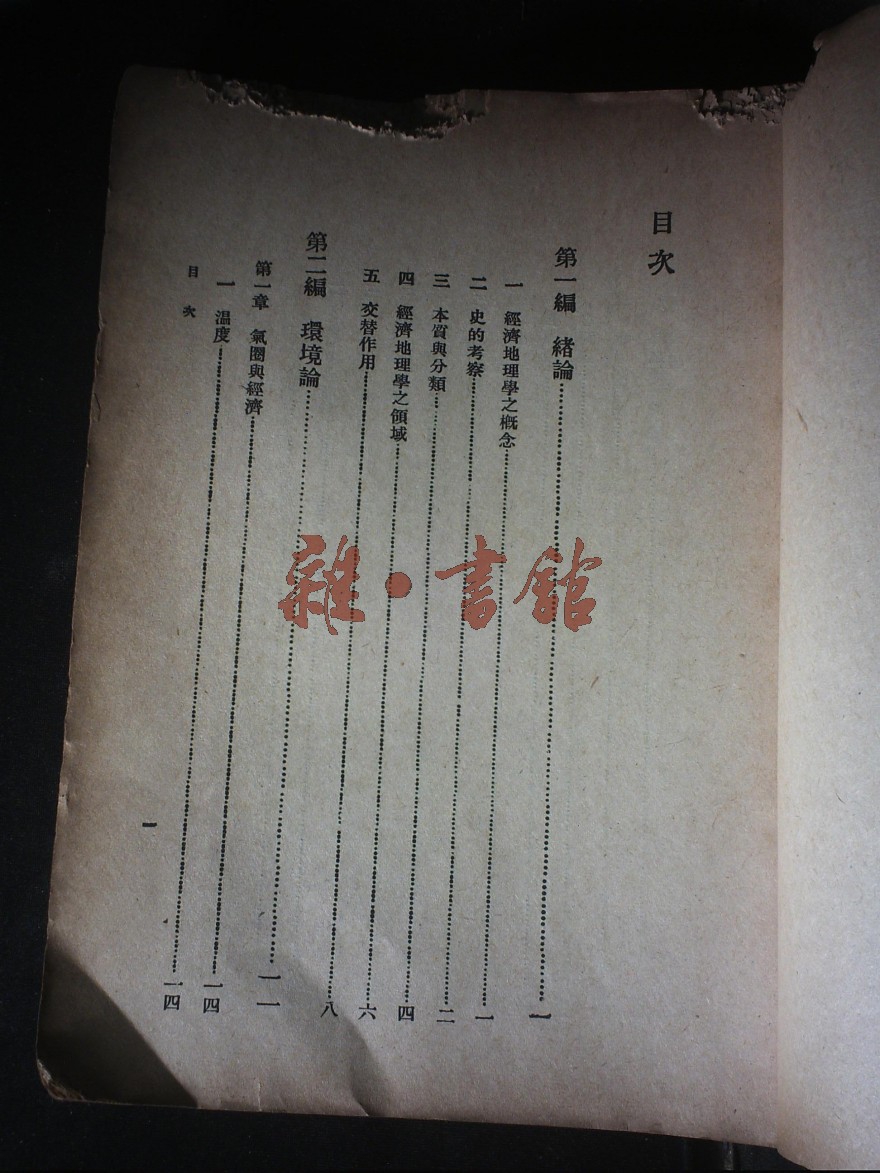 目次
第一編 緒論……一
一 經濟地理學之概念……一
二 史的考察……二
三 本質與分類……四
四 經濟地理學之領域……六
五 交替作用……八
第二編 環境論……一一
第一章 氣圈與經濟……一四
一 温度……一四
目次 一
雜·書館